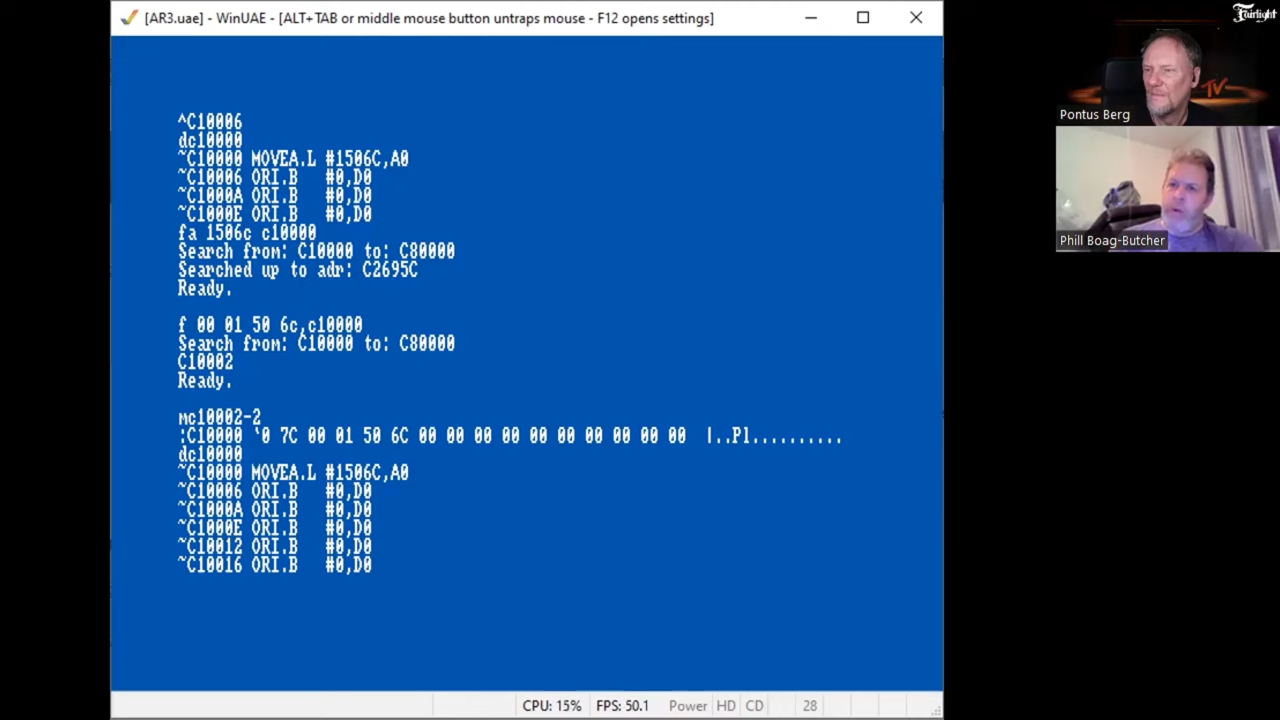 [AR3.uae] - WinUAE - [ALT+TAB or middle mouse button untraps mouse - F12 opens settings]
Fairlight
TV
Pontus Berg
Phill Boag-Butcher
^C10006
dc10000
~C10000 MOVEA.L #1506C,A0
~C10006 ORI.B #0,D0
~C1000A ORI.B #0,D0
~C1000E ORI.B #0,D0
fa 1506c c10000
Search from: C10000 to: C80000
Searched up to adr: C2695C
Ready.
f 00 01 50 6c,c10000
Search from: C10000 to: C80000
C10002
Ready.
mc10002-2
:C10000 `0 7C 00 01 50 6C 00 00 00 00 00 00 00 00 00 00 |..Pl..........
dc10000
~C10000 MOVEA.L #1506C,A0
~C10006 ORI.B #0,D0
~C1000A ORI.B #0,D0
~C1000E ORI.B #0,D0
~C10012 ORI.B #0,D0
~C10016 ORI.B #0,D0
CPU: 15% FPS: 50.1 Power HD CD 28